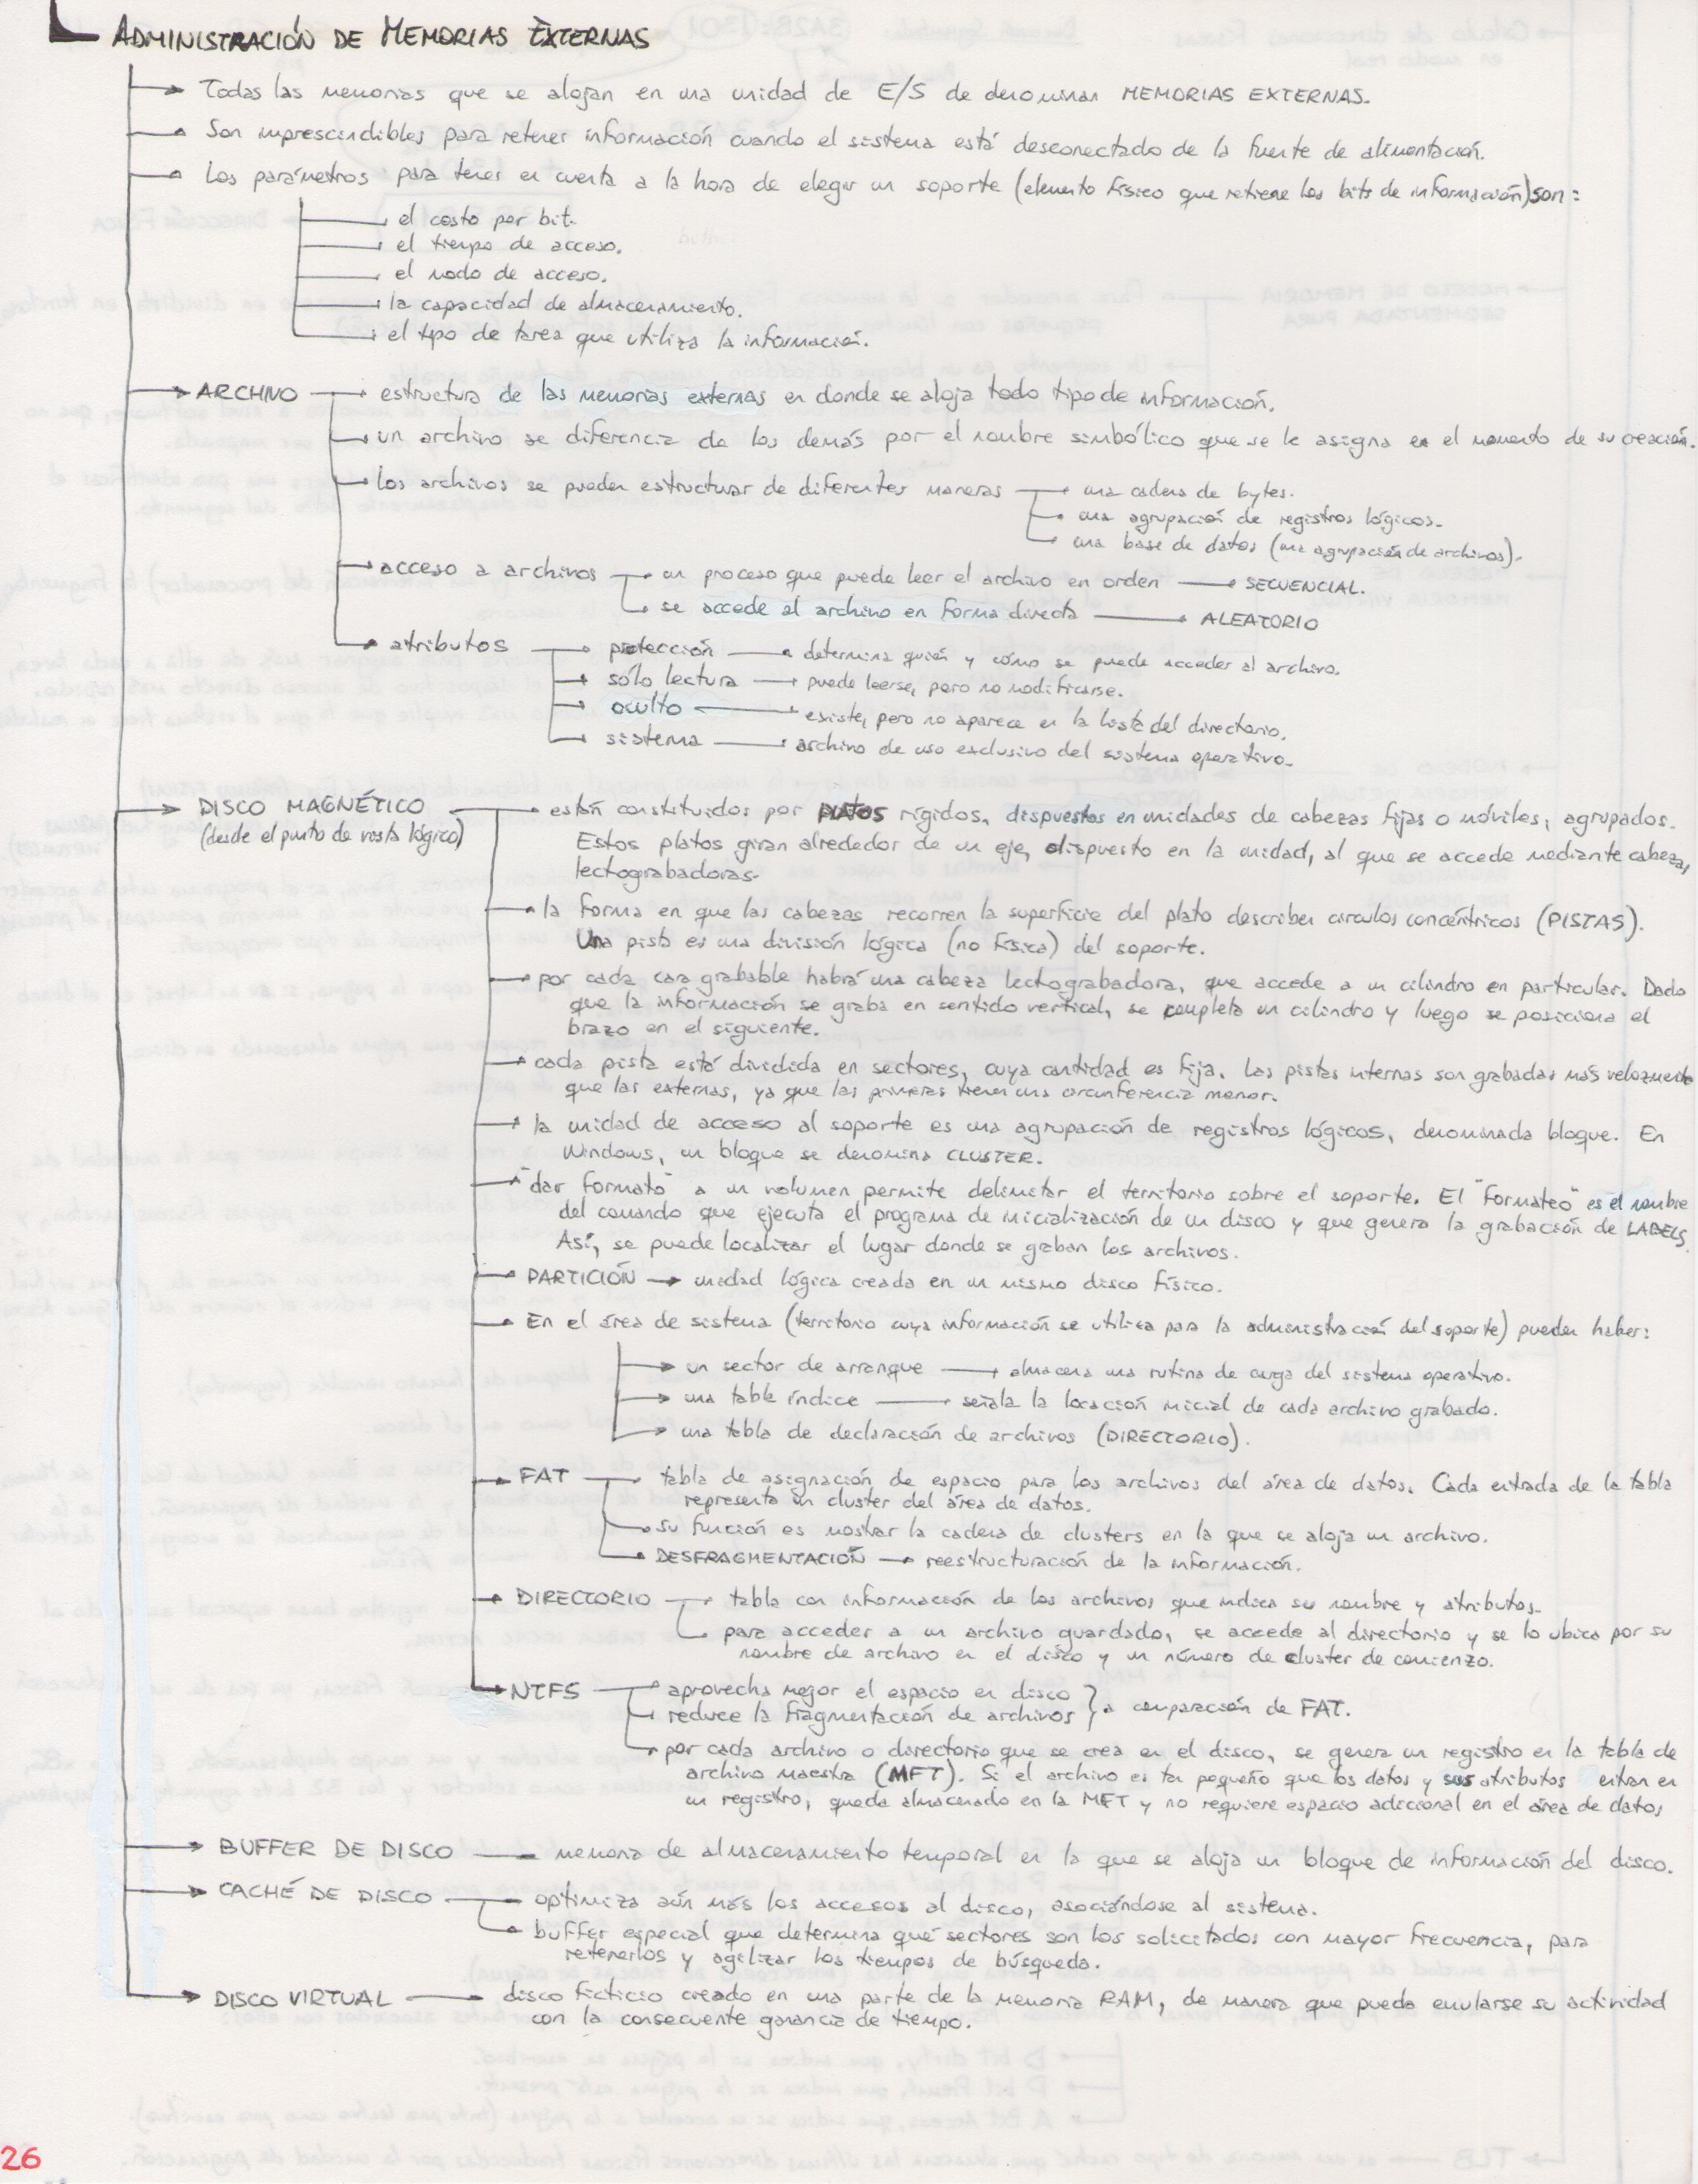 ADMINISTRACIÓN DE MEMORIAS EXTERNAS
Todas las memorias que se alojan en una unidad de E/S de denominan MEMORIAS EXTERNAS.
Son imprescindibles para retener información cuando el sistema está desconectado de la fuente de alimentación.
Los parámetros para tener en cuenta a la hora de elegir un soporte (elemento físico que retiene los bits de información) son:
el costo por bit.
el tiempo de acceso.
el modo de acceso.
la capacidad de almacenamiento.
el tipo de tarea que utiliza la información.
ARCHIVO estructura de las memorias externas en donde se aloja todo tipo de información.
un archivo se diferencia de los demás por el nombre simbólico que se le asigna en el momento de su creación.
los archivos se pueden estructurar de diferentes maneras una cadena de bytes.
una agrupación de registros lógicos.
una base de datos (una agrupación de archivos).
acceso a archivos un proceso que puede leer el archivo en orden → SECUENCIAL.
se accede al archivo en forma directa → ALEATORIO
atributos protección → determina quién y cómo se puede acceder al archivo.
sólo lectura → puede leerse, pero no modificarse.
oculto → existe, pero no aparece en la lista del directorio.
sistema → archivo de uso exclusivo del sistema operativo.
DISCO MAGNÉTICO están constituidos por PLATOS rígidos, dispuestos en unidades de cabezas fijas o móviles, agrupados.
(desde el punto de vista lógico) Estos platos giran alrededor de un eje, dispuesto en la unidad, al que se accede mediante cabezas
lectograbadoras.
la forma en que las cabezas recorren la superficie del plato describen círculos concéntricos (PISTAS).
Una pista es una división lógica (no física) del soporte.
por cada cara grabable habrá una cabeza lectograbadora, que accede a un cilindro en particular. Dado
que la información se graba en sentido vertical, se completa un cilindro y luego se posiciona el
brazo en el siguiente.
cada pista está dividida en sectores, cuya cantidad es fija. Las pistas internas son grabadas más velozmente
que las externas, ya que las primeras tienen una circunferencia menor.
la unidad de acceso al soporte es una agrupación de registros lógicos, denominada bloque. En
Windows, un bloque se denomina CLUSTER.
"dar formato" a un volumen permite delimitar el territorio sobre el soporte. El "formateo" es el nombre
del comando que ejecuta el programa de inicialización de un disco y que genera la grabación de LABELS.
Así, se puede localizar el lugar donde se graban los archivos.
PARTICIÓN → unidad lógica creada en un mismo disco físico.
En el área de sistema (territorio cuya información se utiliza para la administración del soporte) pueden haber:
un sector de arranque → almacena una rutina de carga del sistema operativo.
una table índice → señala la locación inicial de cada archivo grabado.
una tabla de declaración de archivos (DIRECTORIO).
FAT tabla de asignación de espacio para los archivos del área de datos. Cada entrada de la tabla
representa un cluster del área de datos.
su función es mostar la cadena de clusters en la que se aloja un archivo.
DESFRAGMENTACIÓN → reestructuración de la información.
DIRECTORIO tabla con información de los archivos que indica su nombre y atributos.
para acceder a un archivo guardado, se accede al directorio y se lo ubica por su
nombre de archivo en el disco y un número de cluster de comienzo.
NTFS aprovecha mejor el espacio en disco
reduce la fragmentación de archivos } a comparación de FAT.
por cada archivo o directorio que se crea en el disco, se genera un registro en la tabla de
archivo maestra (MFT). Si el archivo es tan pequeño que los datos y sus atributos entran en
un registro, queda almacenado en la MFT y no requiere espacio adicional en el área de datos
BUFFER DE DISCO memoria de almacenamiento temporal en la que se aloja un bloque de información del disco.
CACHÉ DE DISCO optimiza aún más los accesos al disco, asociándose al sistema.
buffer especial que determina qué sectores son los solicitados con mayor frecuencia, para
retenerlos y agilizar los tiempos de búsqueda.
DISCO VIRTUAL disco ficticio creado en una parte de la memoria RAM, de manera que pueda emularse su actividad
con la consecuente ganancia de tiempo.
26